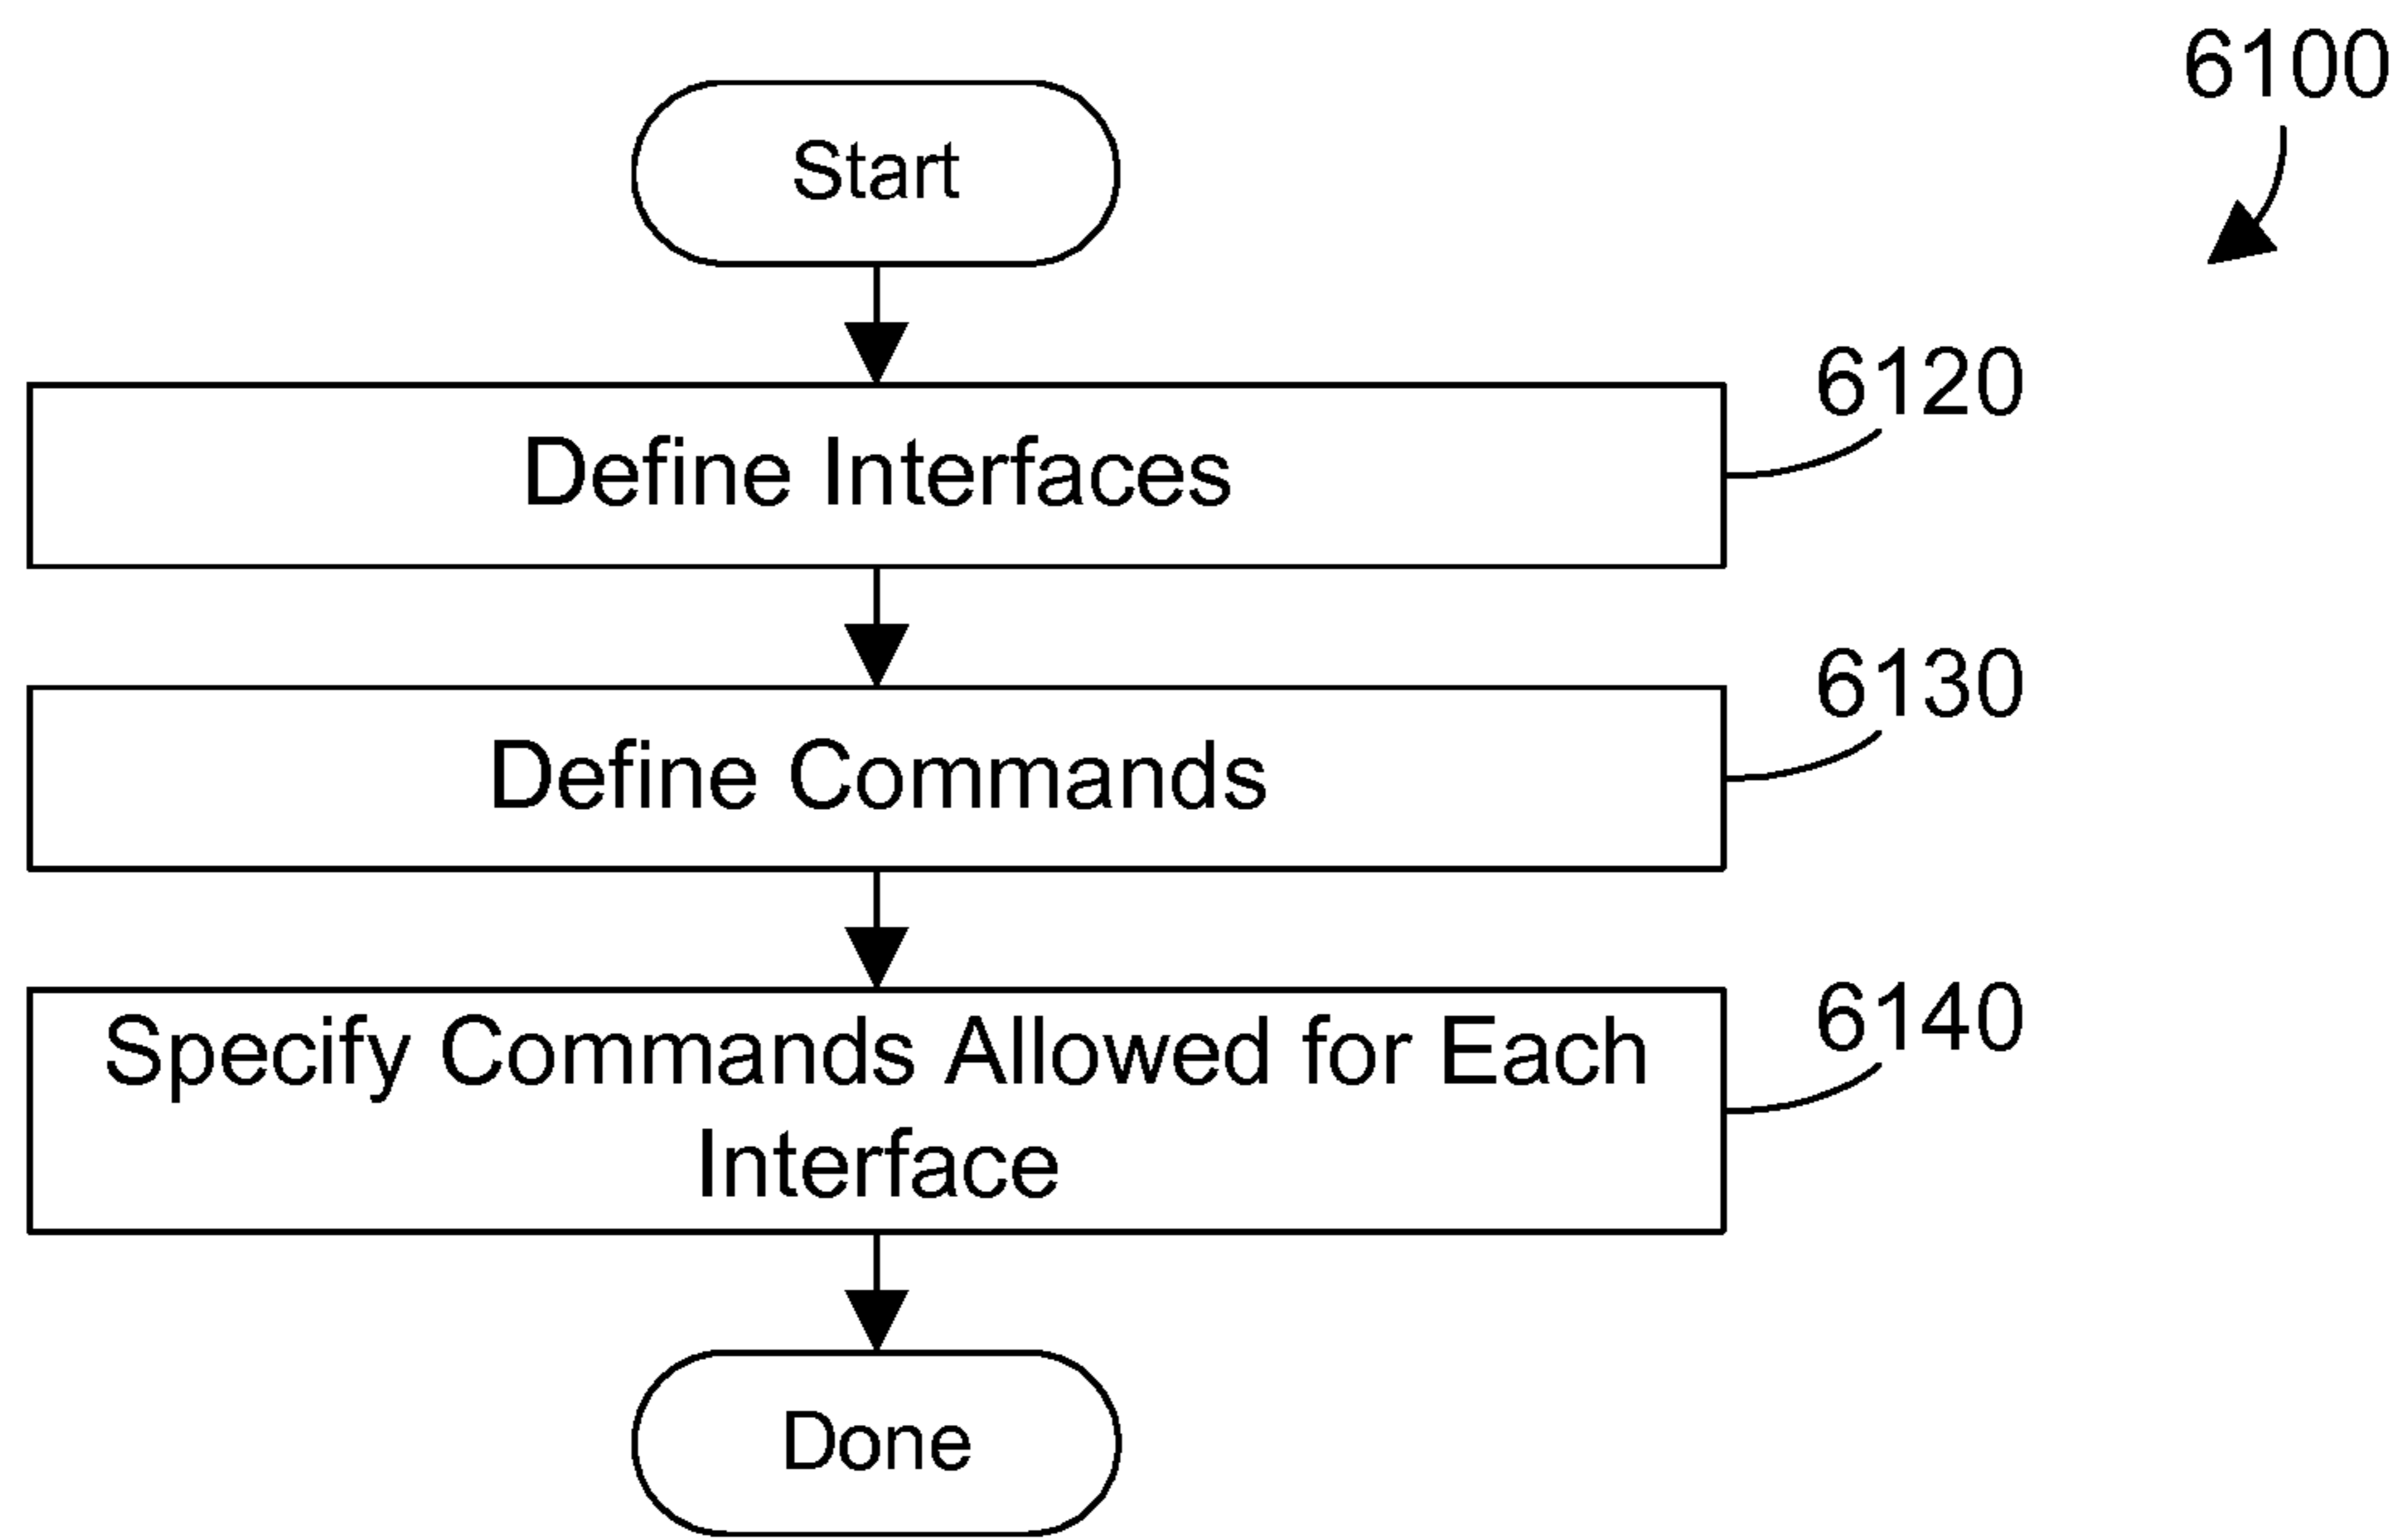 6100
Start
Define Interfaces
6120
Define Commands
6130
Specify Commands Allowed for Each
Interface
6140
Done